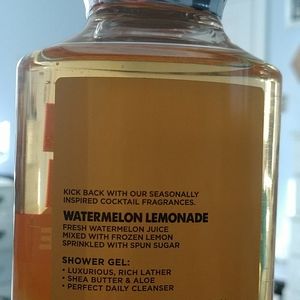 KICK BACK WITH OUR SEASONALLY
INSPIRED COCKTAIL FRAGRANCES.
WATERMELON LEMONADE
FRESH WATERMELON JUICE
MIXED WITH FROZEN LEMON
SPRINKLED WITH SPUN SUGAR
SHOWER GEL:
• LUXURIOUS, RICH LATHER
• SHEA BUTTER & ALOE
• PERFECT DAILY CLEANSER